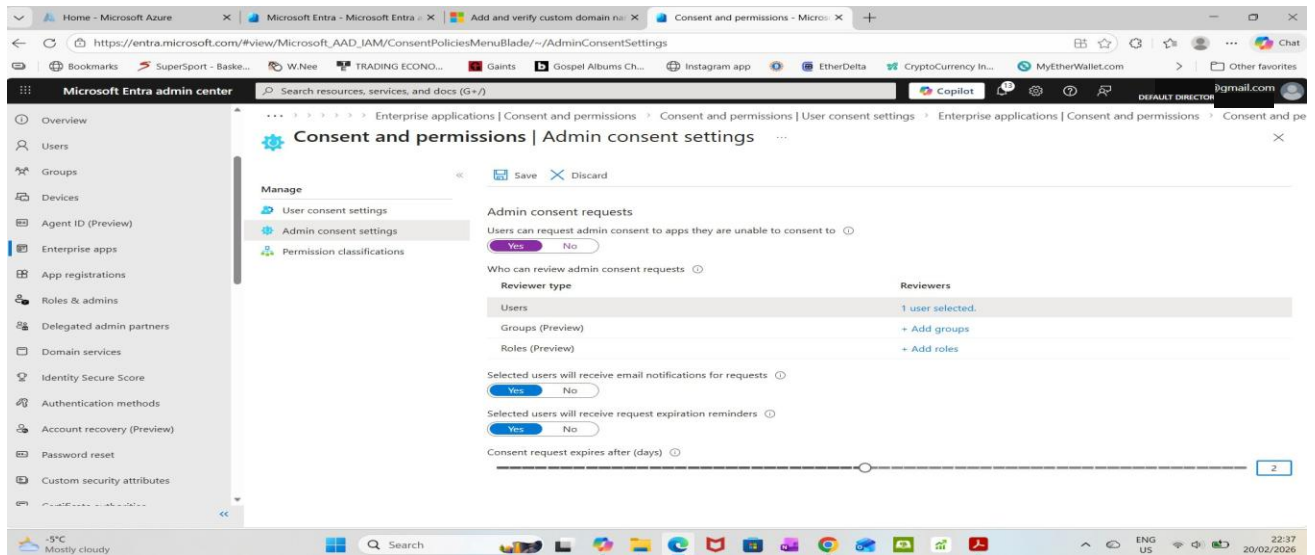 Home - Microsoft Azure
Microsoft Entra - Microsoft Entra a
Add and verify custom domain na
Consent and permissions - Micros
https://entra.microsoft.com/#view/Microsoft_AAD_IAM/ConsentPoliciesMenuBlade/~/AdminConsentSettings
Chat
Bookmarks
SuperSport - Baske...
W.Nee
TRADING ECONO...
Gaints
Gospel Albums Ch...
Instagram app
EtherDelta
CryptoCurrency In...
MyEtherWallet.com
Other favorites
Microsoft Entra admin center
Search resources, services, and docs (G+/)
Copilot
13
@gmail.com
DEFAULT DIRECTOR
Overview
Users
Groups
Devices
Agent ID (Preview)
Enterprise apps
App registrations
Roles & admins
Delegated admin partners
Domain services
Identity Secure Score
Authentication methods
Account recovery (Preview)
Password reset
Custom security attributes
... > > > > > > Enterprise applications | Consent and permissions > Consent and permissions | User consent settings > Enterprise applications | Consent and permissions > Consent and pe
Consent and permissions | Admin consent settings ...
Manage
User consent settings
Admin consent settings
Permission classifications
Save Discard
Admin consent requests
Users can request admin consent to apps they are unable to consent to
Yes No
Who can review admin consent requests
Reviewer type Reviewers
Users 1 user selected.
Groups (Preview) + Add groups
Roles (Preview) + Add roles
Selected users will receive email notifications for requests
Yes No
Selected users will receive request expiration reminders
Yes No
Consent request expires after (days)
2
-5°C
Mostly cloudy
Search
ENG
US
22:37
20/02/2026